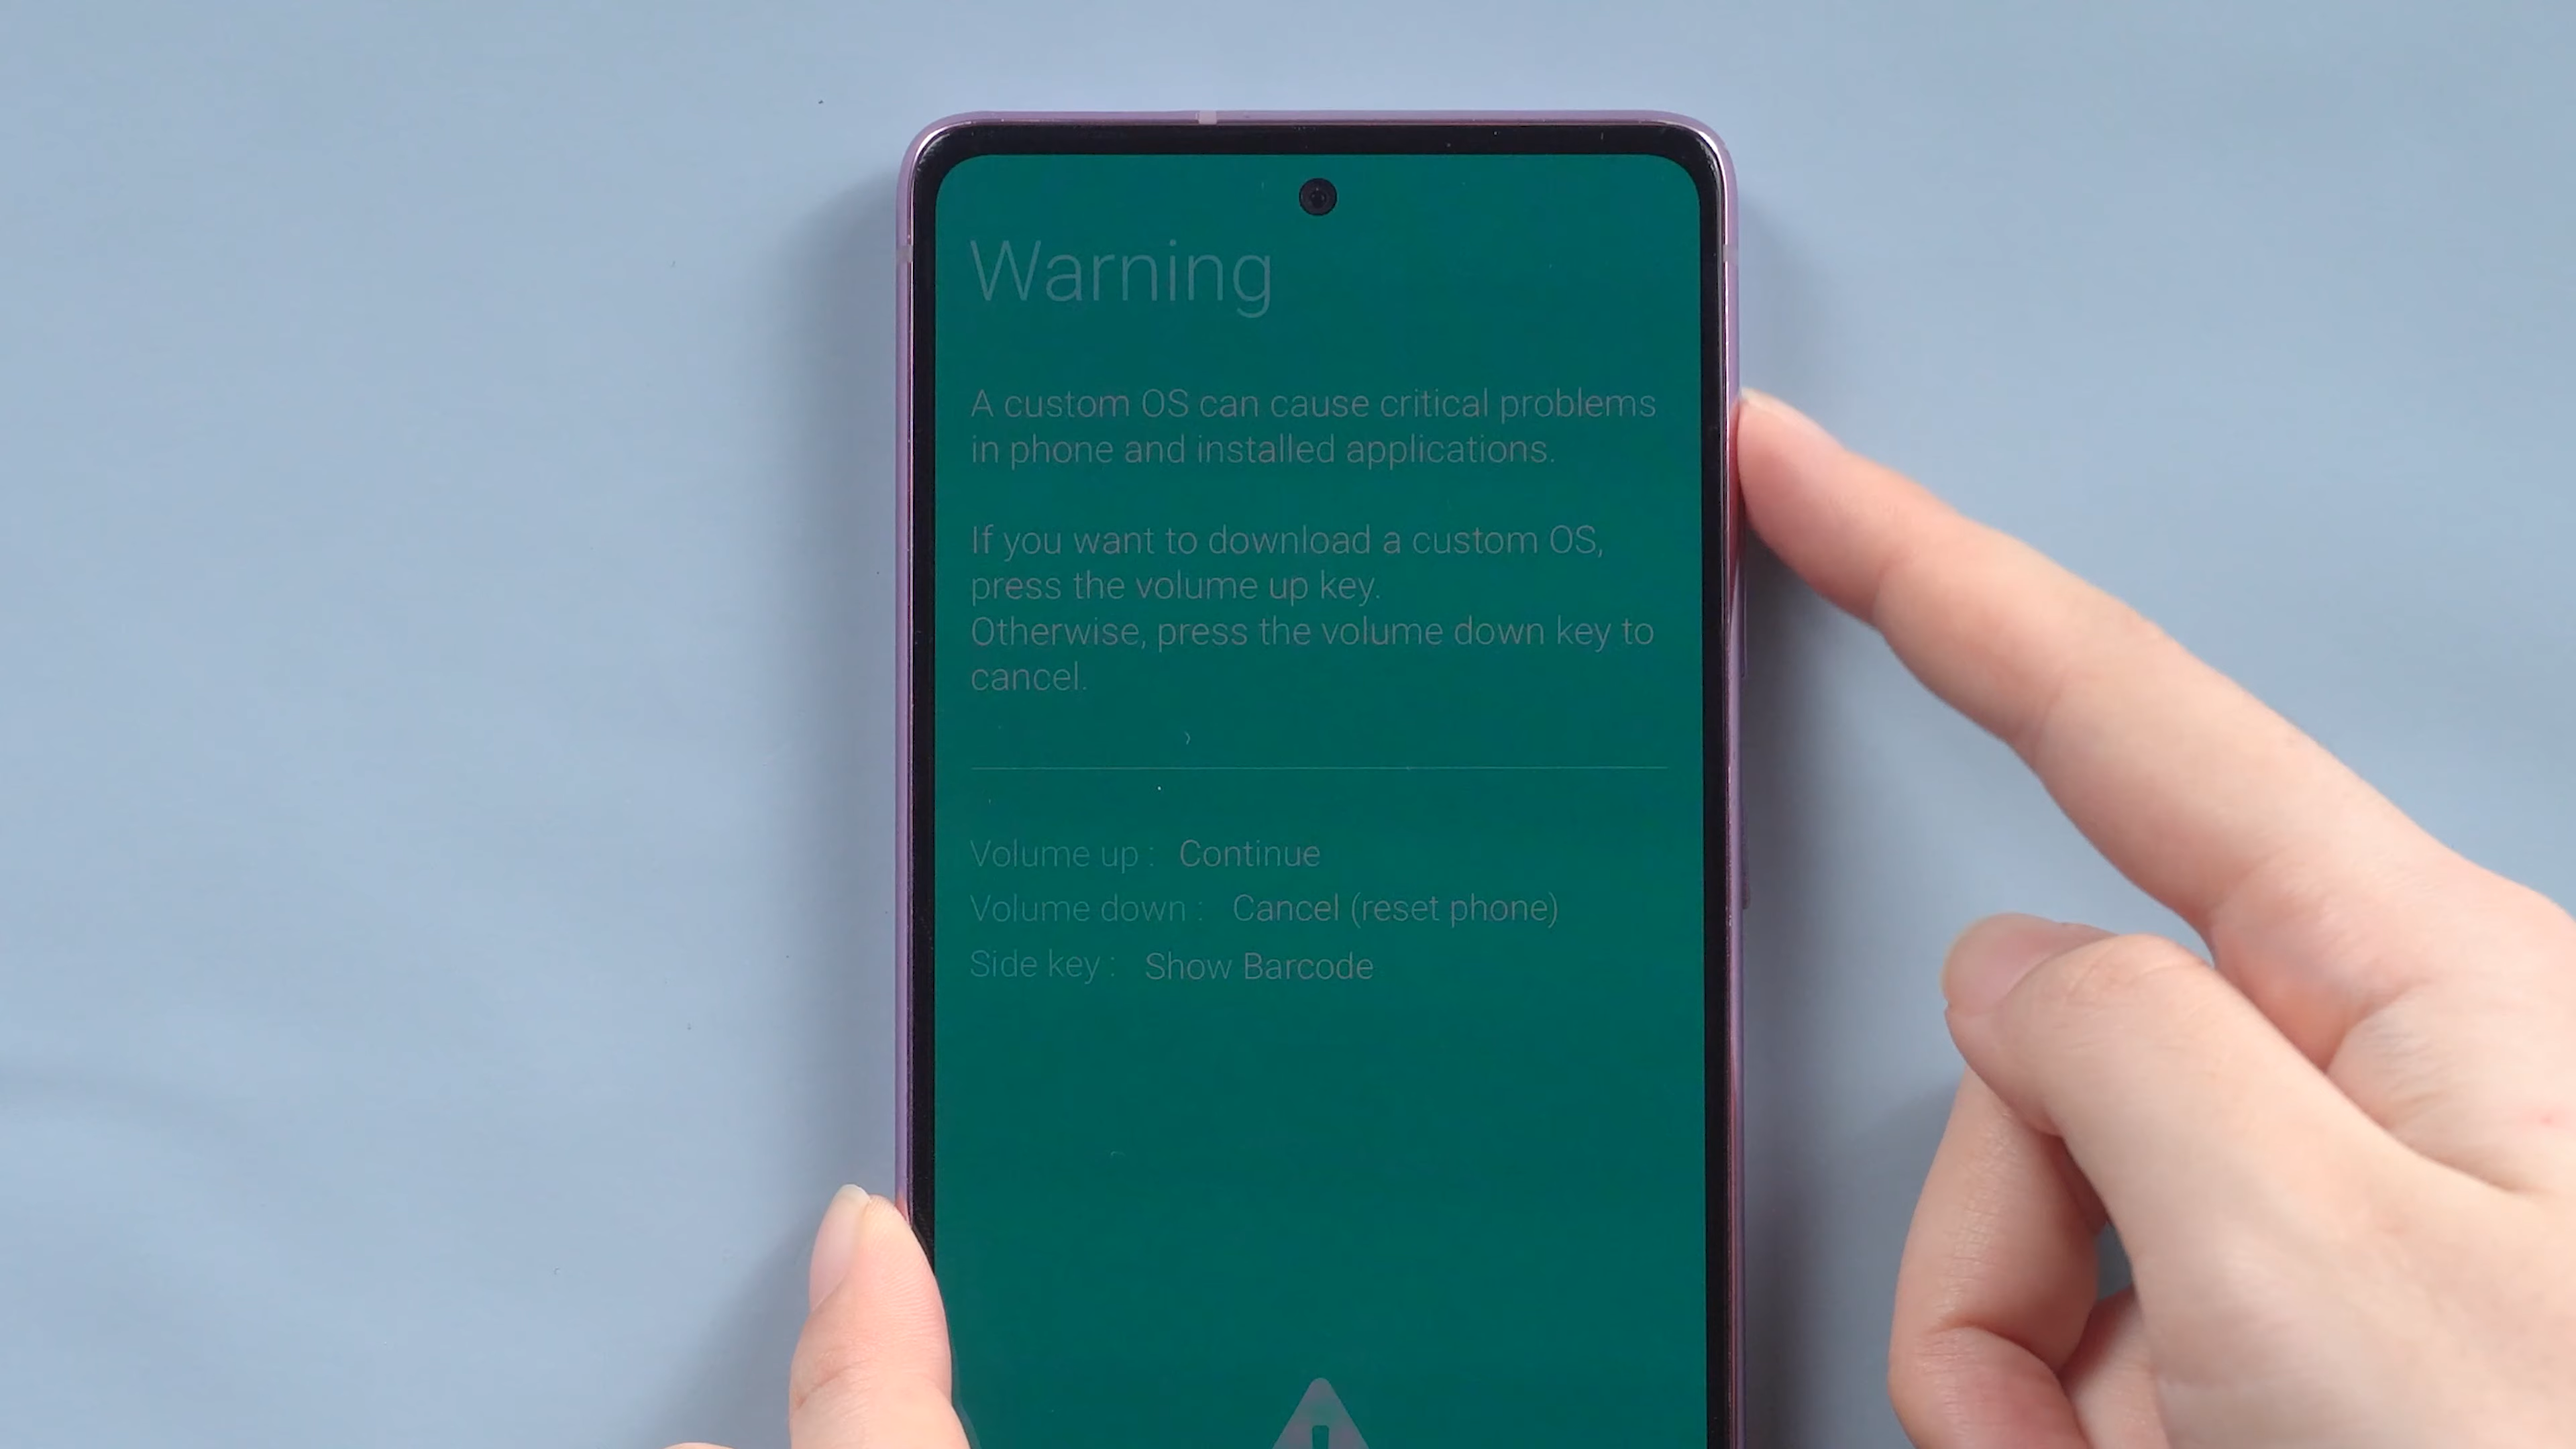 Warning
A custom OS can cause critical problems
in phone and installed applications.
If you want to download a custom OS,
press the volume up key.
Otherwise, press the volume down key to
cancel.
Volume up : Continue
Volume down : Cancel (reset phone)
Side key : Show Barcode